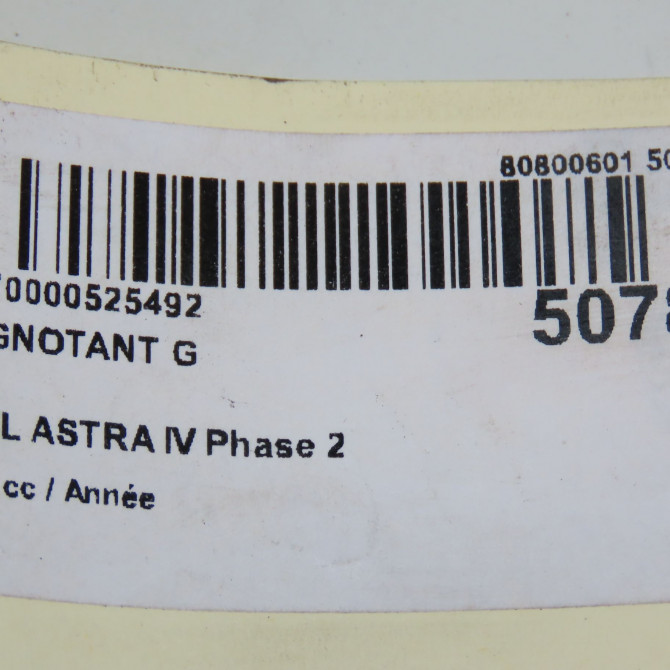 80800601 50
70000525492
5078
GNOTANT G
L ASTRA IV Phase 2
cc / Année